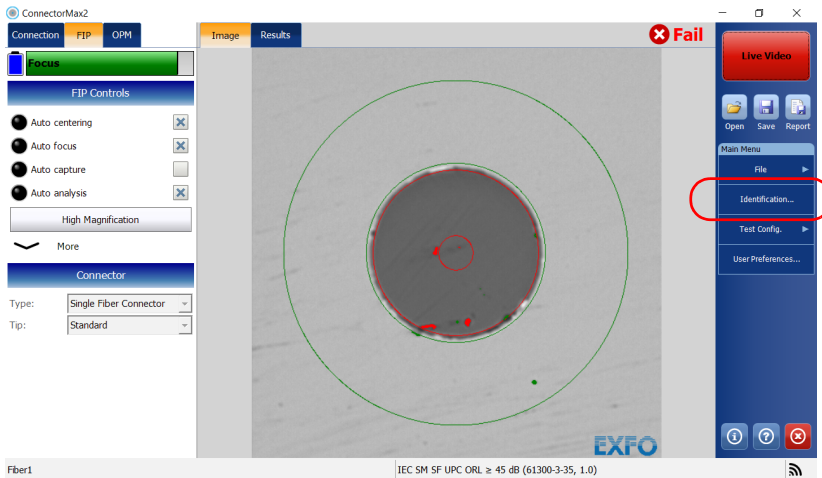 ConnectorMax2
Connection FIP OPM
Image Results
Fail
Focus
FIP Controls
Auto centering
Auto focus
Auto capture
Auto analysis
High Magnification
More
Connector
Type: Single Fiber Connector
Tip: Standard
EXFO
Live Video
Open Save Report
Main Menu
File
Identification...
Test Config.
User Preferences...
Fiber1
IEC SM SF UPC ORL ≥ 45 dB (61300-3-35, 1.0)